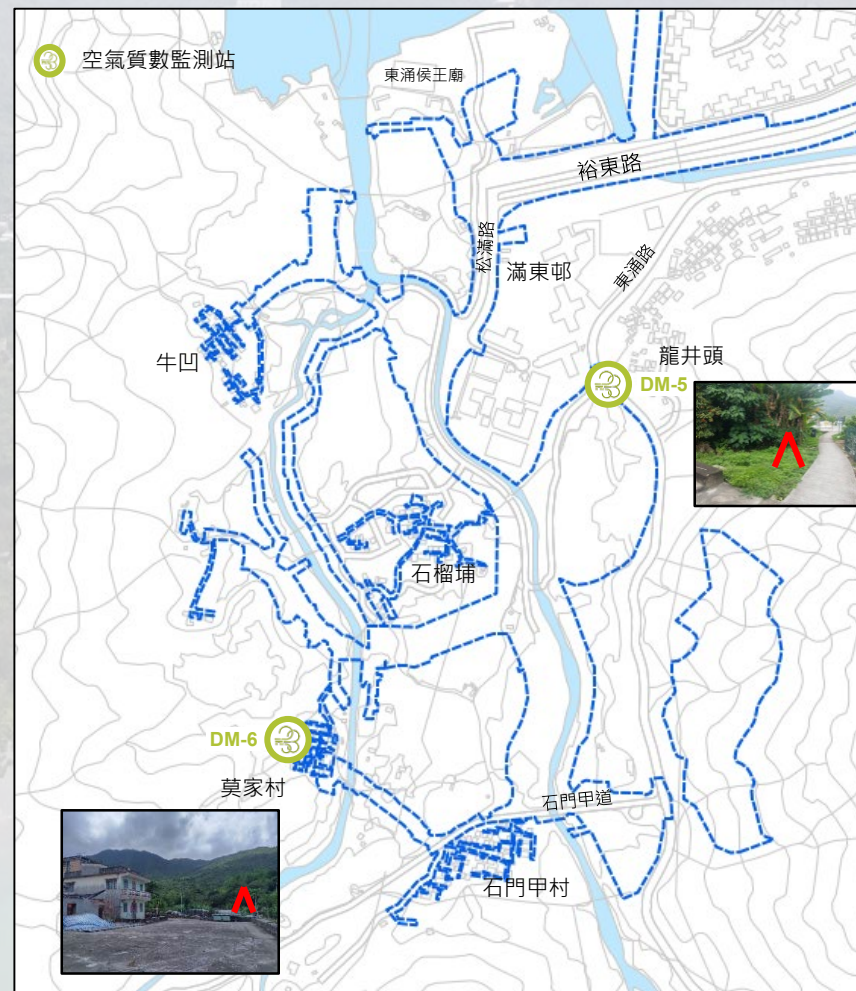 空氣質數監測站
東涌侯王廟
裕東路
松滿路
滿東邨
東涌路
牛凹
龍井頭
DM-5
石榴埔
DM-6
莫家村
石門甲道
石門甲村